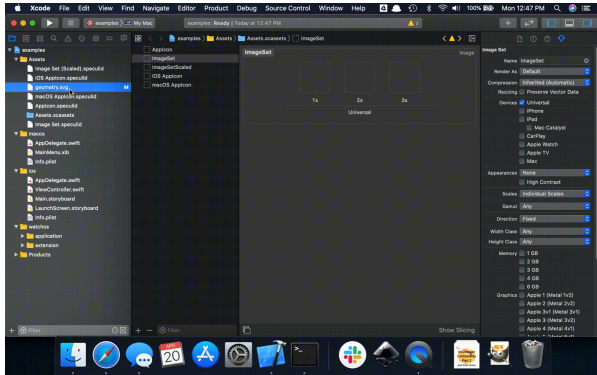 Xcode File Edit View Find Navigate Editor Product Debug Source Control Window Help 100% Mon 12:47 PM
examples My Mac examples: Ready | Today at 12:47 PM 2
examples Assets Assets.xcassets ImageSet
examples
Assets
Image Set (Scaled).speculid
iOS AppIcon.speculid
geometry.svg M
macOS AppIcon.speculid
AppIcon.speculid
Assets.xcassets
Image Set.speculid
macos
AppDelegate.swift
MainMenu.xib
Info.plist
ios
AppDelegate.swift
ViewController.swift
Main.storyboard
LaunchScreen.storyboard
Info.plist
watchos
application
extension
Products
Filter
AppIcon
ImageSet
ImageSetScaled
iOS AppIcon
macOS AppIcon
Filter
ImageSet Image
1x 2x 3x
Universal
Show Slicing
Image Set
Name ImageSet
Render As Default
Compression Inherited (Automatic)
Resizing Preserve Vector Data
Devices Universal
iPhone
iPad
Mac Catalyst
CarPlay
Apple Watch
Apple TV
Mac
Appearances None
High Contrast
Scales Individual Scales
Gamut Any
Direction Fixed
Width Class Any
Height Class Any
Memory 1 GB
2 GB
3 GB
4 GB
6 GB
Graphics Apple 1 (Metal 1v2)
Apple 2 (Metal 2v2)
Apple 3v1 (Metal 3v1)
Apple 3 (Metal 3v2)
Apple 4 (Metal 4v1)
APR
20